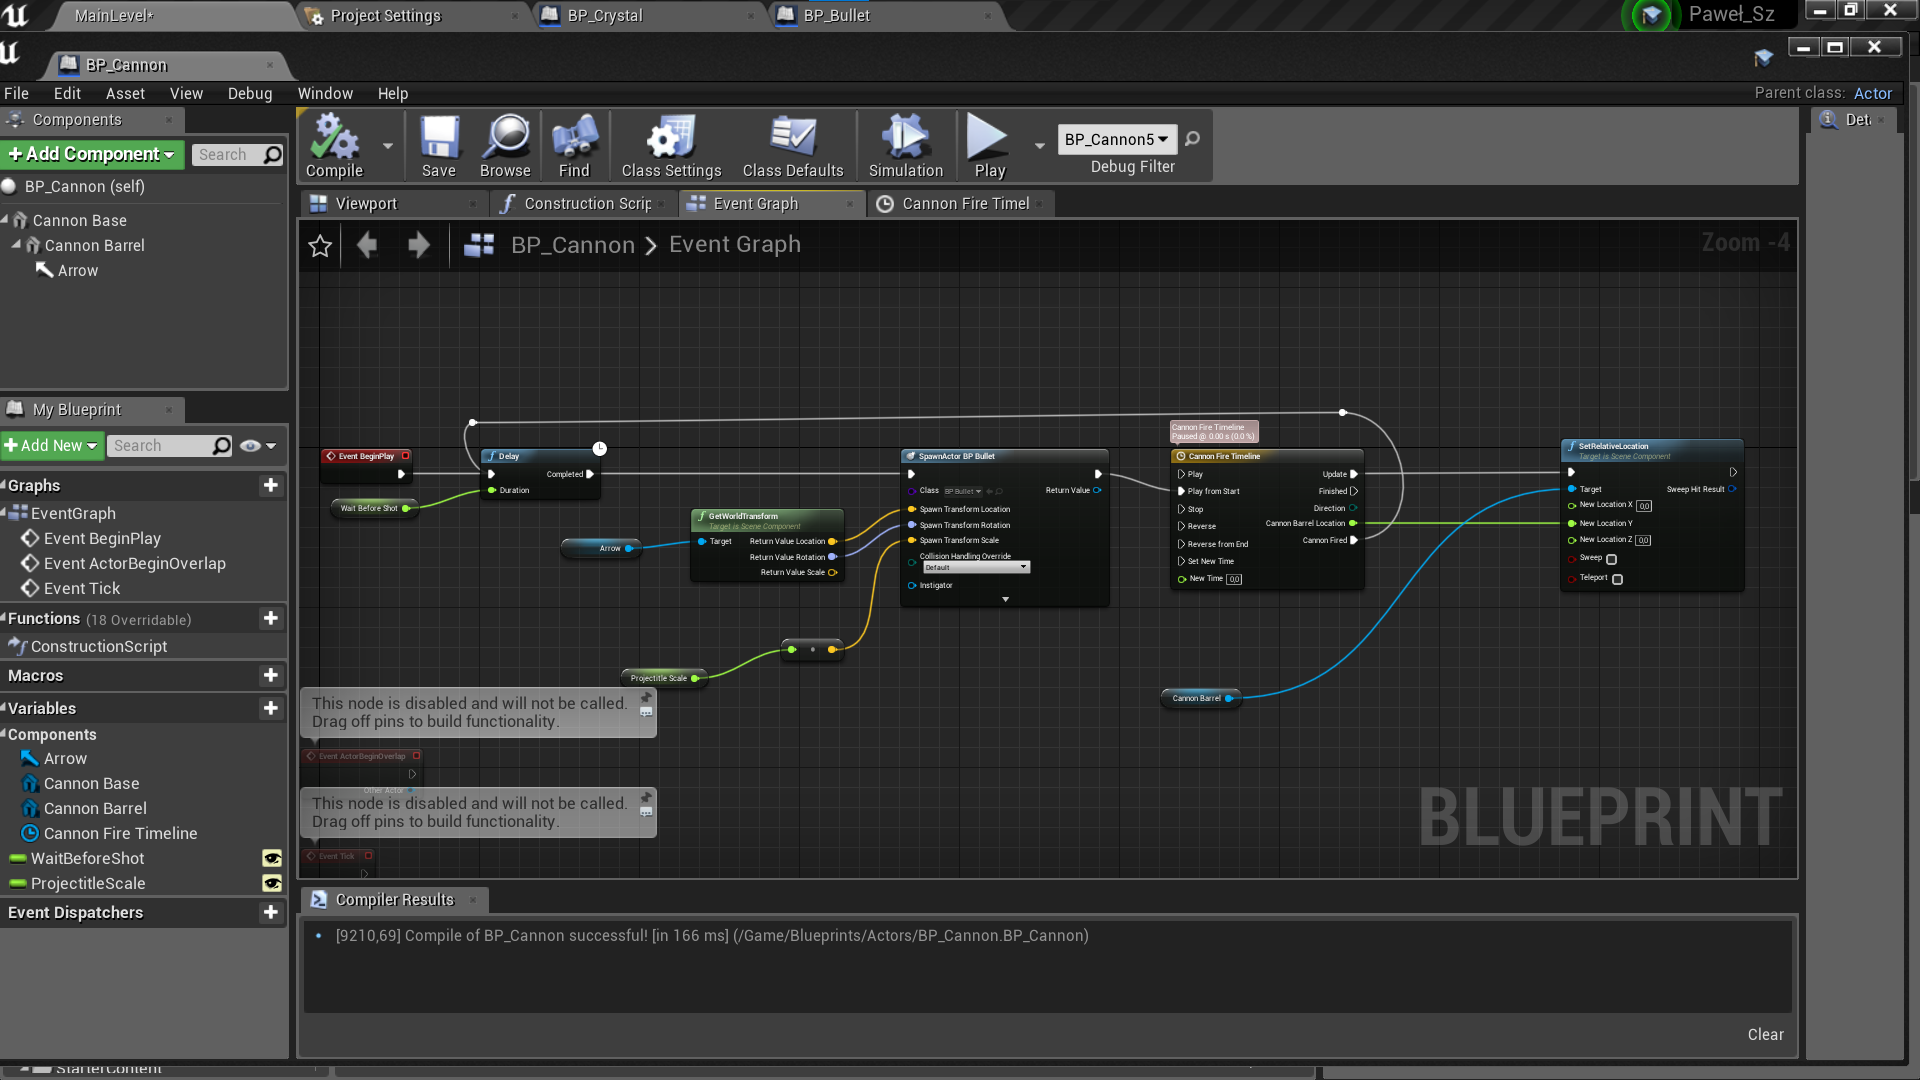 MainLevel*
Project Settings
BP_Crystal
BP_Bullet
Paweł_Sz
BP_Cannon
File Edit Asset View Debug Window Help
Parent class: Actor
Components
+ Add Component
Search
BP_Cannon (self)
Cannon Base
Cannon Barrel
Arrow
Compile
Save
Browse
Find
Class Settings
Class Defaults
Simulation
Play
BP_Cannon5
Debug Filter
Viewport
Construction Scrip
Event Graph
Cannon Fire Timel
BP_Cannon > Event Graph
Zoom -4
My Blueprint
+ Add New
Search
Graphs
EventGraph
Event BeginPlay
Event ActorBeginOverlap
Event Tick
Functions (18 Overridable)
ConstructionScript
Macros
Variables
Components
Arrow
Cannon Base
Cannon Barrel
Cannon Fire Timeline
WaitBeforeShot
ProjectitleScale
Event Dispatchers
Event BeginPlay
Wait Before Shot
Delay
Completed
Duration
Arrow
GetWorldTransform
Target is Scene Component
Target
Return Value Location
Return Value Rotation
Return Value Scale
Projectitle Scale
SpawnActor BP Bullet
Class BP Bullet
Return Value
Spawn Transform Location
Spawn Transform Rotation
Spawn Transform Scale
Collision Handling Override
Default
Instigator
Cannon Fire Timeline
Paused @ 0.00 s (0.0 %)
Cannon Fire Timeline
Play
Update
Play from Start
Finished
Stop
Direction
Reverse
Cannon Barrel Location
Reverse from End
Cannon Fired
Set New Time
New Time 0,0
Cannon Barrel
SetRelativeLocation
Target is Scene Component
Target
Sweep Hit Result
New Location X 0,0
New Location Y
New Location Z 0,0
Sweep
Teleport
This node is disabled and will not be called.
Drag off pins to build functionality.
Event ActorBeginOverlap
Other Actor
This node is disabled and will not be called.
Drag off pins to build functionality.
Event Tick
BLUEPRINT
Compiler Results
[9210,69] Compile of BP_Cannon successful! [in 166 ms] (/Game/Blueprints/Actors/BP_Cannon.BP_Cannon)
Clear
Det
StarterContent